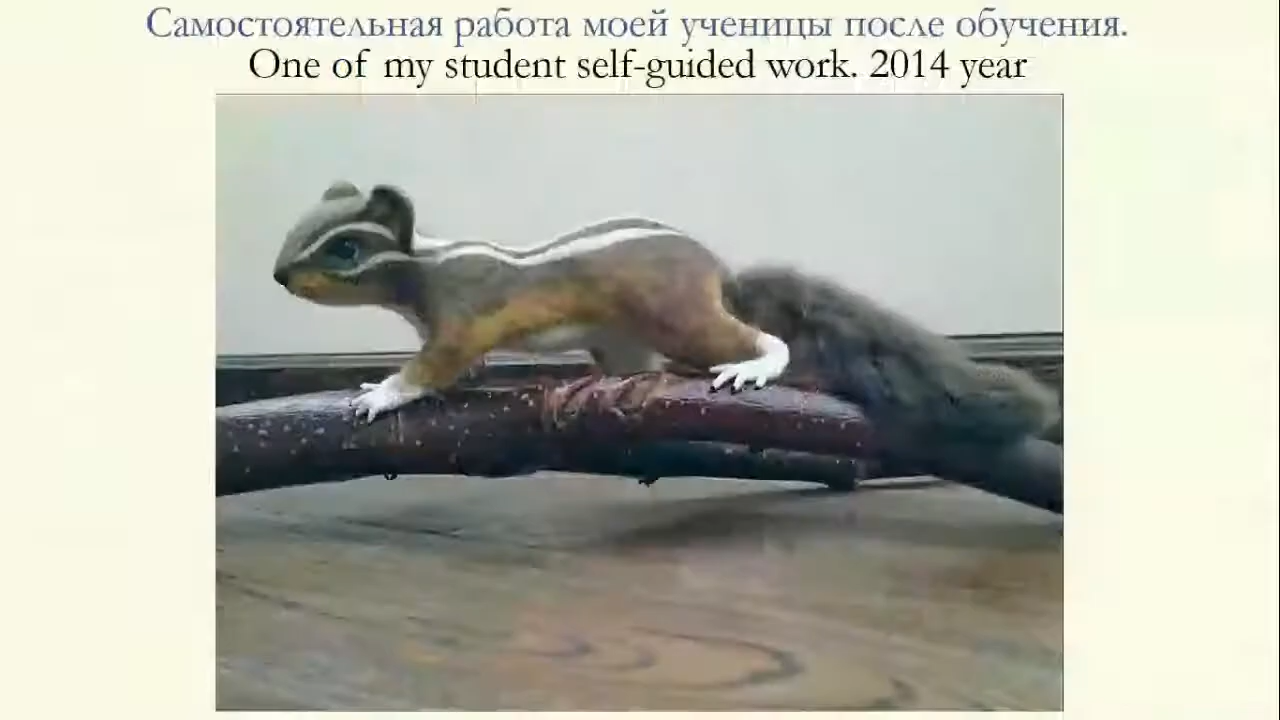 Самостоятельная работа моей ученицы после обучения.
One of my student self-guided work. 2014 year